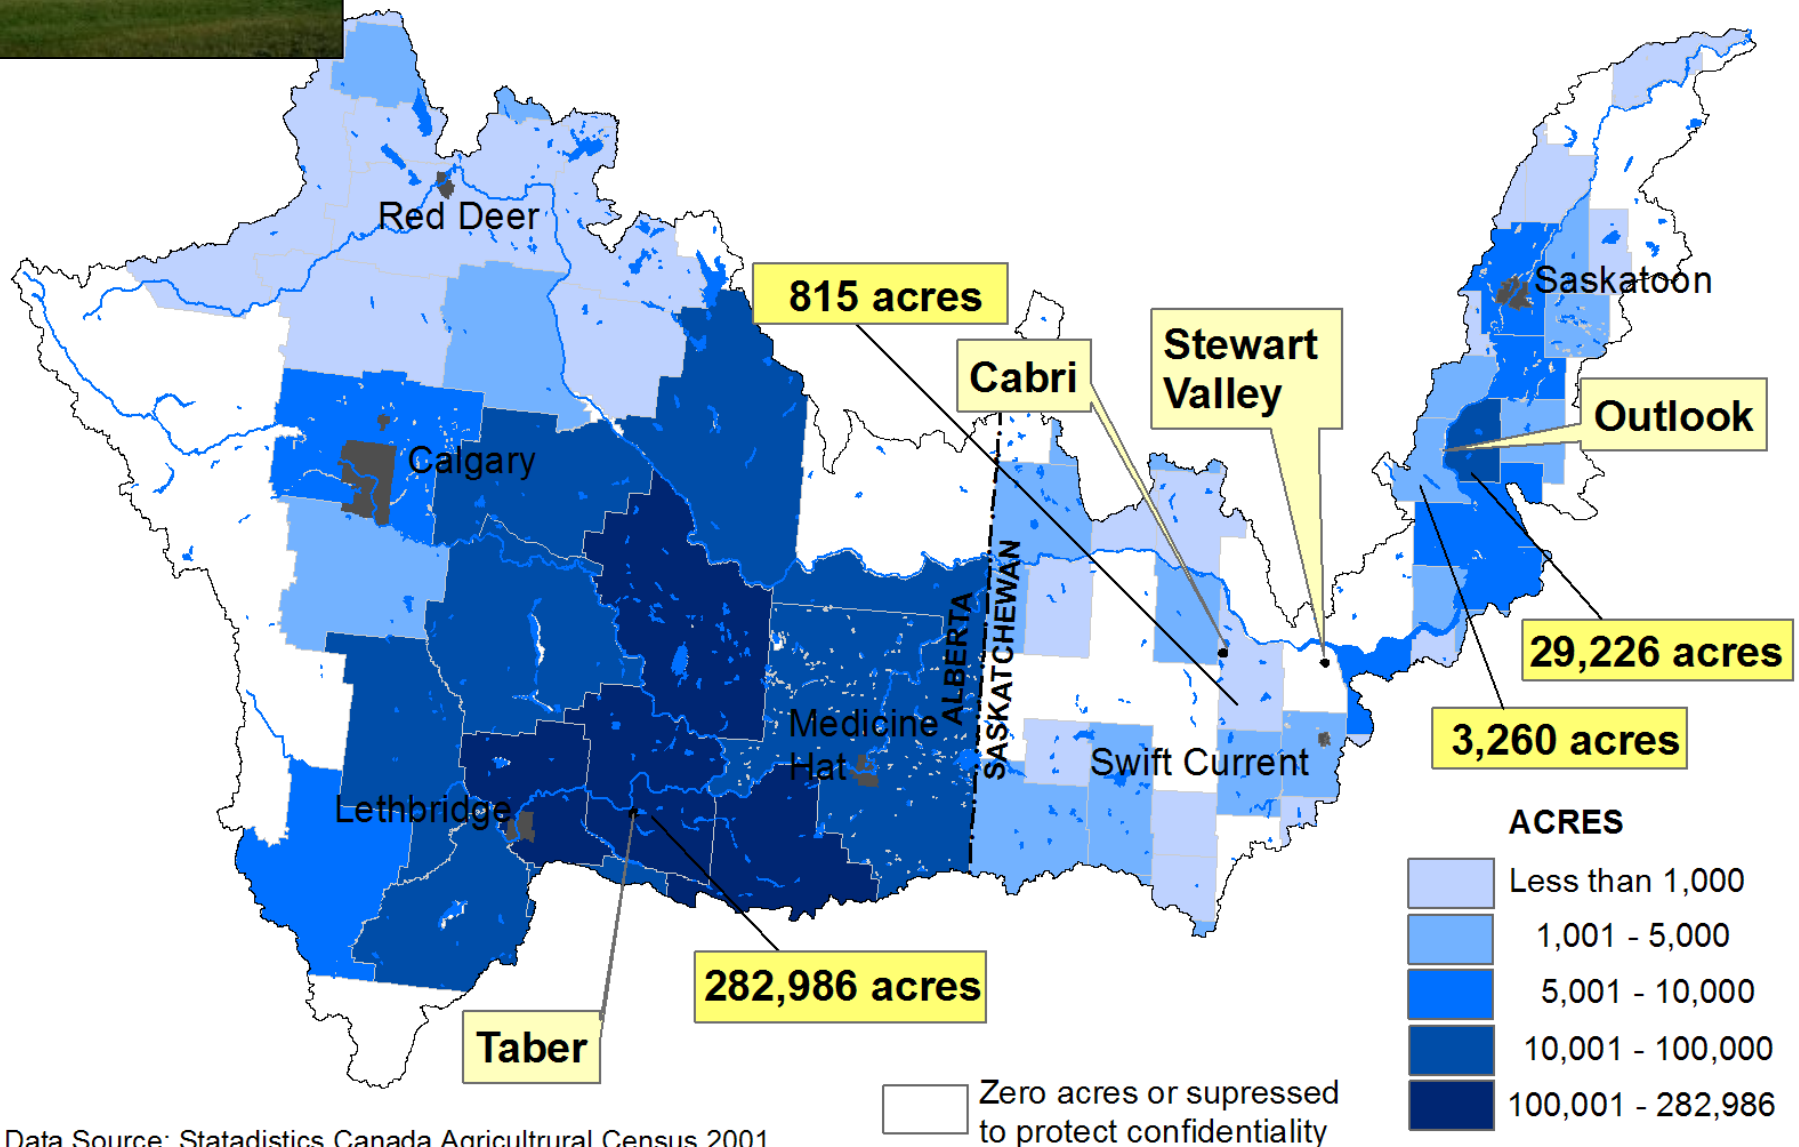 Red Deer
815 acres
Cabri
Stewart
Valley
Saskatoon
Outlook
Calgary
ALBERTA
SASKATCHEWAN
29,226 acres
3,260 acres
Medicine
Hat
Swift Current
Lethbridge
282,986 acres
Taber
ACRES
Less than 1,000
1,001 - 5,000
5,001 - 10,000
10,001 - 100,000
100,001 - 282,986
Zero acres or supressed
to protect confidentiality
Data Source: Statadistics Canada Agricultrural Census 2001